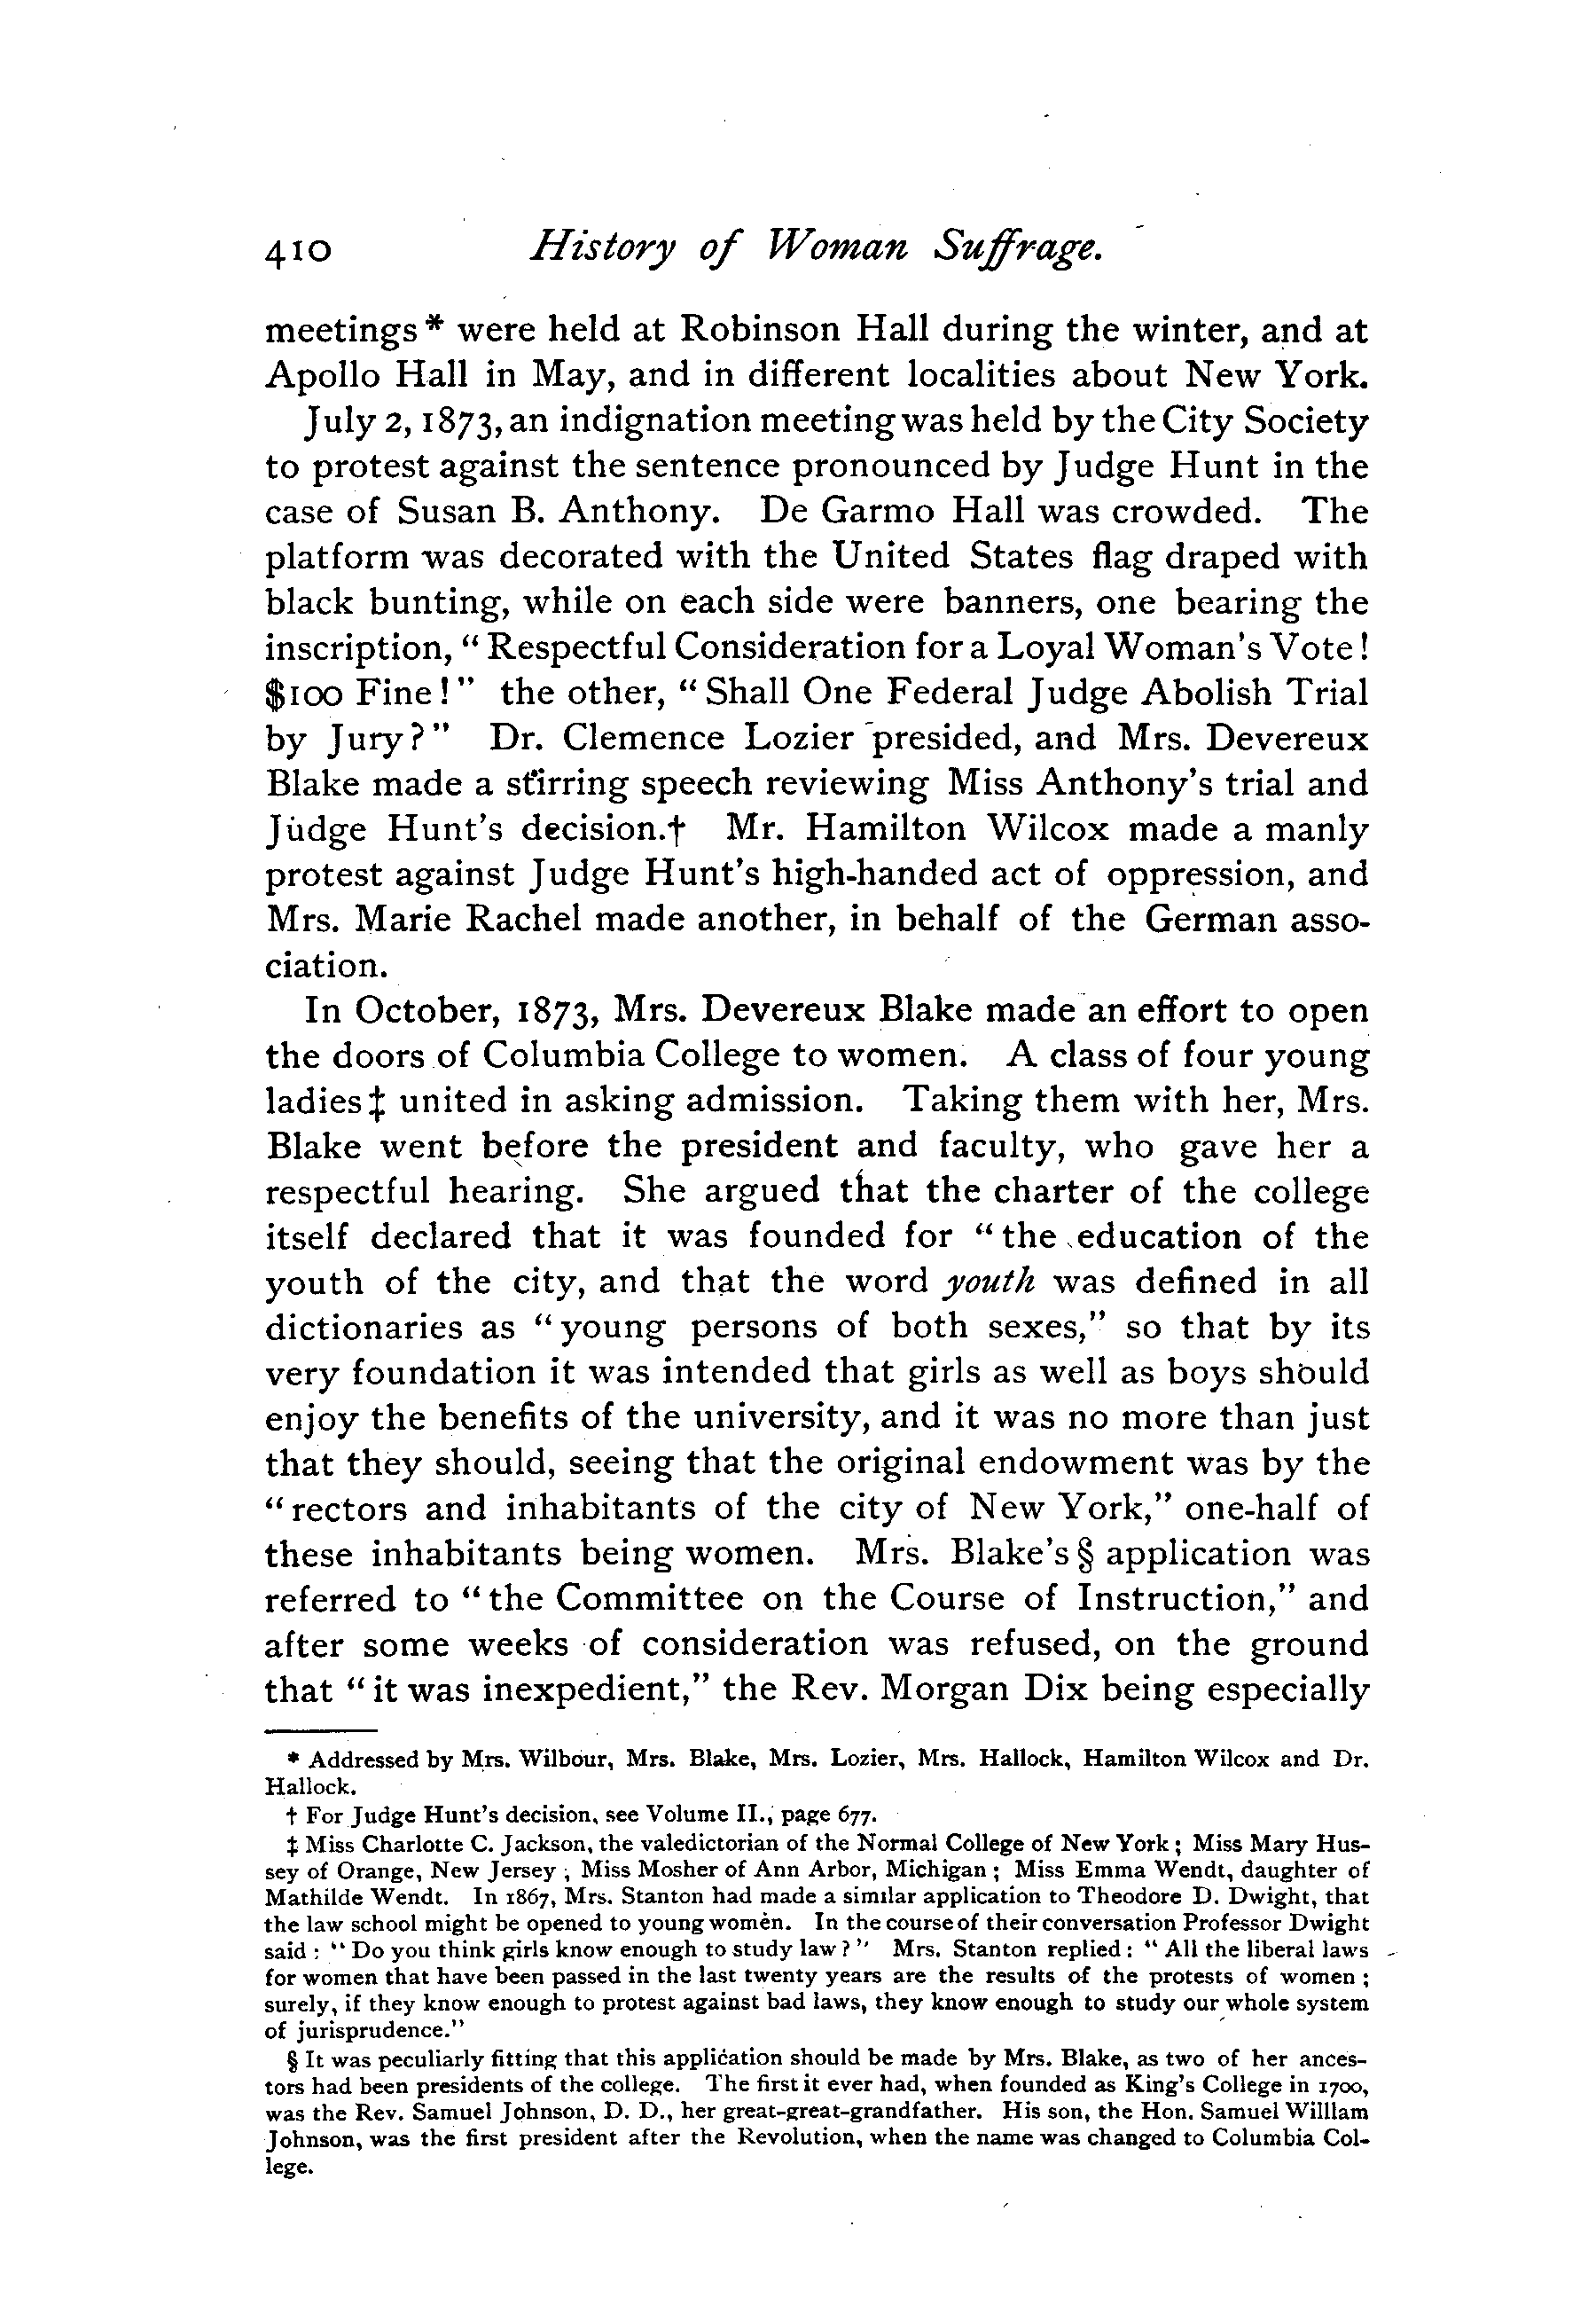 410 History of Woman Suffrage.
meetings * were held at Robinson Hall during the winter, and at
Apollo Hall in May, and in different localities about New York.
July 2, 1873, an indignation meeting was held by the City Society
to protest against the sentence pronounced by Judge Hunt in the
case of Susan B. Anthony. De Garmo Hall was crowded. The
platform was decorated with the United States flag draped with
black bunting, while on each side were banners, one bearing the
inscription, " Respectful Consideration for a Loyal Woman's Vote !
$100 Fine ! " the other, " Shall One Federal Judge Abolish Trial
by Jury ? " Dr. Clemence Lozier presided, and Mrs. Devereux
Blake made a stirring speech reviewing Miss Anthony's trial and
Judge Hunt's decision.† Mr. Hamilton Wilcox made a manly
protest against Judge Hunt's high-handed act of oppression, and
Mrs. Marie Rachel made another, in behalf of the German asso-
ciation.
In October, 1873, Mrs. Devereux Blake made an effort to open
the doors of Columbia College to women. A class of four young
ladies ‡ united in asking admission. Taking them with her, Mrs.
Blake went before the president and faculty, who gave her a
respectful hearing. She argued that the charter of the college
itself declared that it was founded for " the education of the
youth of the city, and that the word youth was defined in all
dictionaries as " young persons of both sexes," so that by its
very foundation it was intended that girls as well as boys should
enjoy the benefits of the university, and it was no more than just
that they should, seeing that the original endowment was by the
" rectors and inhabitants of the city of New York," one-half of
these inhabitants being women. Mrs. Blake's § application was
referred to " the Committee on the Course of Instruction," and
after some weeks of consideration was refused, on the ground
that " it was inexpedient," the Rev. Morgan Dix being especially
* Addressed by Mrs. Wilbour, Mrs. Blake, Mrs. Lozier, Mrs. Hallock, Hamilton Wilcox and Dr.
Hallock.
† For Judge Hunt's decision, see Volume II., page 677.
‡ Miss Charlotte C. Jackson, the valedictorian of the Normal College of New York ; Miss Mary Hus-
sey of Orange, New Jersey ; Miss Mosher of Ann Arbor, Michigan ; Miss Emma Wendt, daughter of
Mathilde Wendt. In 1867, Mrs. Stanton had made a similar application to Theodore D. Dwight, that
the law school might be opened to young women. In the course of their conversation Professor Dwight
said : " Do you think girls know enough to study law ? " Mrs. Stanton replied : " All the liberal laws
for women that have been passed in the last twenty years are the results of the protests of women ;
surely, if they know enough to protest against bad laws, they know enough to study our whole system
of jurisprudence."
§ It was peculiarly fitting that this application should be made by Mrs. Blake, as two of her ances-
tors had been presidents of the college. The first it ever had, when founded as King's College in 1700,
was the Rev. Samuel Johnson, D. D., her great-great-grandfather. His son, the Hon. Samuel Willlam
Johnson, was the first president after the Revolution, when the name was changed to Columbia Col-
lege.